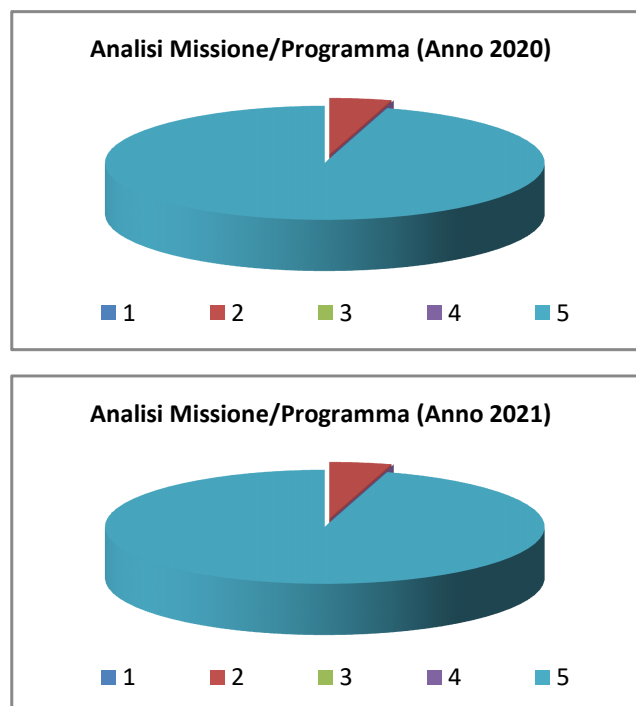 Analisi Missione/Programma (Anno 2020)
1 2 3 4 5
Analisi Missione/Programma (Anno 2021)
1 2 3 4 5